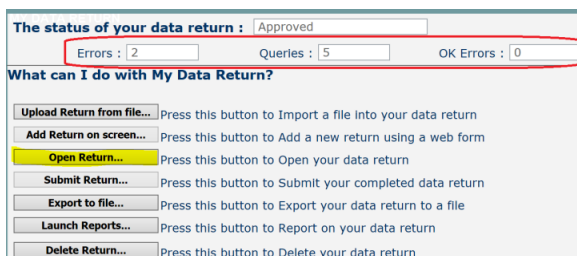 DATA RETURN
The status of your data return : Approved
Errors : 2 Queries : 5 OK Errors : 0
What can I do with My Data Return?
Upload Return from file... Press this button to Import a file into your data return
Add Return on screen... Press this button to Add a new return using a web form
Open Return... Press this button to Open your data return
Submit Return... Press this button to Submit your completed data return
Export to file... Press this button to Export your data return to a file
Launch Reports... Press this button to Report on your data return
Delete Return... Press this button to Delete your data return